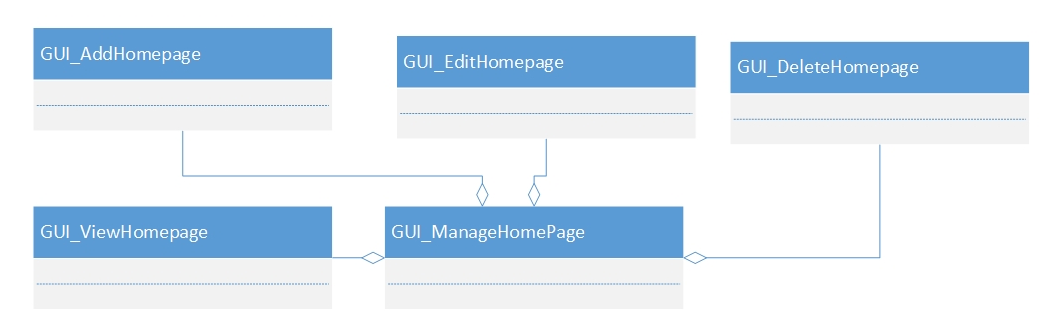 GUI_AddHomepage
GUI_EditHomepage
GUI_DeleteHomepage
GUI_ViewHomepage
GUI_ManageHomePage